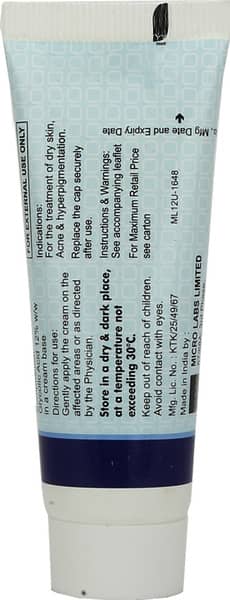 Glycolic Acid 12% w/w
in a cream base
Directions for use:
Gently apply the cream on the
affected areas or as directed
by the Physician.
Store in a dry & dark place,
at a temperature not
exceeding 30°C.
Keep out of reach of children.
Avoid contact with eyes.
Mfg. Lic. No.: KTK/25/49/67
Made in India by :
MICRO LABS LIMITED
FOR EXTERNAL USE ONLY
Indications:
For the treatment of dry skin,
Acne & hyperpigmentation.
Replace the cap securely
after use.
Instructions & Warnings:
See accompanying leaflet
For Maximum Retail Price
see carton
ML12U-1648
o. Mfg Date and Expiry Date